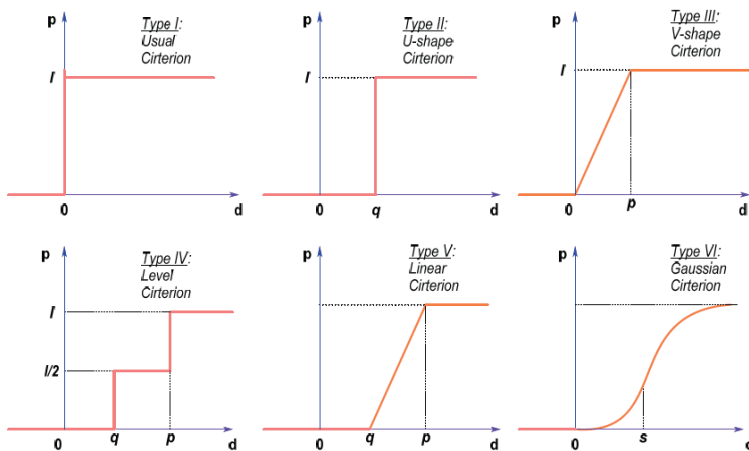 p
Type I:
Usual
Cirterion
I
0
d
p
Type II:
U-shape
Cirterion
I
0
q
d
p
Type III:
V-shape
Cirterion
I
0
p
d
p
Type IV:
Level
Cirterion
I
I/2
0
q
p
d
p
Type V:
Linear
Cirterion
0
q
p
d
p
Type VI:
Gaussian
Cirterion
0
s